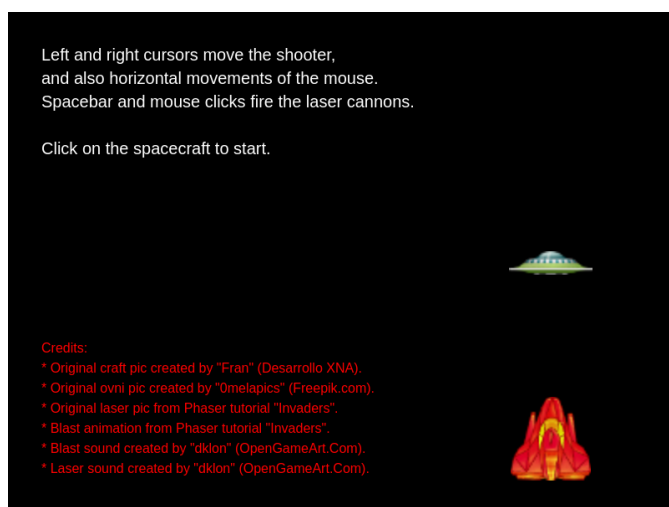 Left and right cursors move the shooter,
and also horizontal movements of the mouse.
Spacebar and mouse clicks fire the laser cannons.
Click on the spacecraft to start.
Credits:
* Original craft pic created by "Fran" (Desarrollo XNA).
* Original ovni pic created by "0melapics" (Freepik.com).
* Original laser pic from Phaser tutorial "Invaders".
* Blast animation from Phaser tutorial "Invaders".
* Blast sound created by "dklon" (OpenGameArt.Com).
* Laser sound created by "dklon" (OpenGameArt.Com).